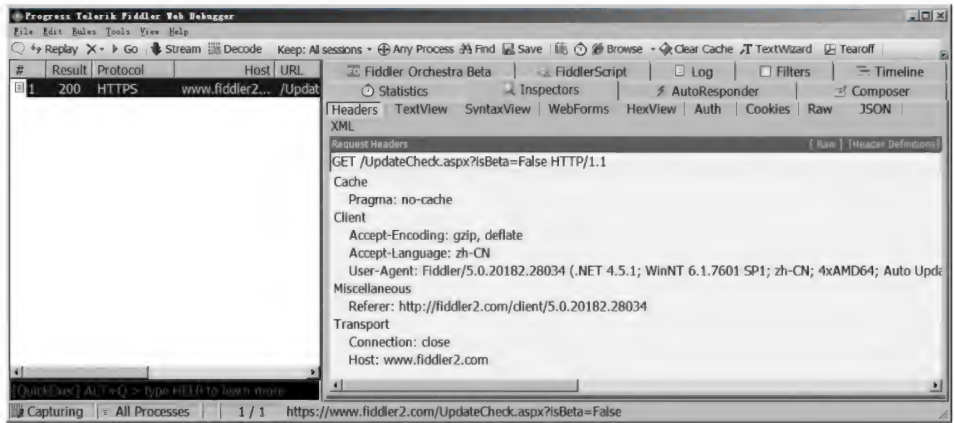 Progress Telerik Fiddler Web Debugger
File Edit Rules Tools View Help
Replay X Go Stream Decode Keep: All sessions Any Process Find Save Browse Clear Cache TextWizard Tearoff
# Result Protocol Host URL
1 200 HTTPS www.fiddler2... /Updat
Fiddler Orchestra Beta FiddlerScript Log Filters Timeline
Statistics Inspectors AutoResponder Composer
Headers TextView SyntaxView WebForms HexView Auth Cookies Raw JSON
XML
Request Headers [ Raw ] [Header Definitions]
GET /UpdateCheck.aspx?isBeta=False HTTP/1.1
Cache
Pragma: no-cache
Client
Accept-Encoding: gzip, deflate
Accept-Language: zh-CN
User-Agent: Fiddler/5.0.20182.28034 (.NET 4.5.1; WinNT 6.1.7601 SP1; zh-CN; 4xAMD64; Auto Upda
Miscellaneous
Referer: http://fiddler2.com/client/5.0.20182.28034
Transport
Connection: close
Host: www.fiddler2.com
[QuickExec] ALT+Q > type HELP to learn more
Capturing All Processes 1 / 1 https://www.fiddler2.com/UpdateCheck.aspx?isBeta=False